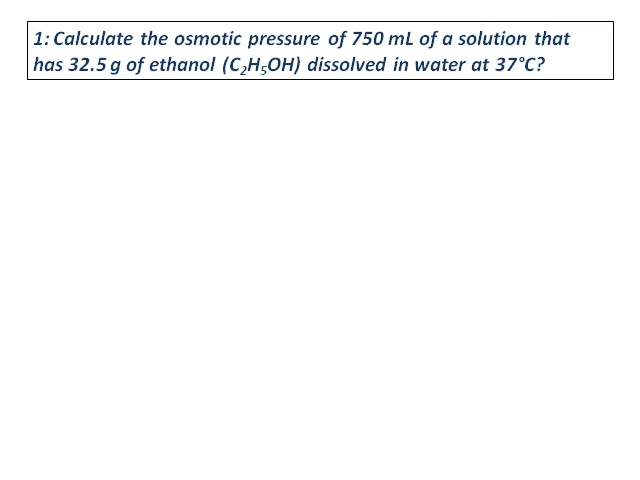 1: Calculate the osmotic pressure of 750 mL of a solution that
has 32.5 g of ethanol (C₂H₅OH) dissolved in water at 37°C?